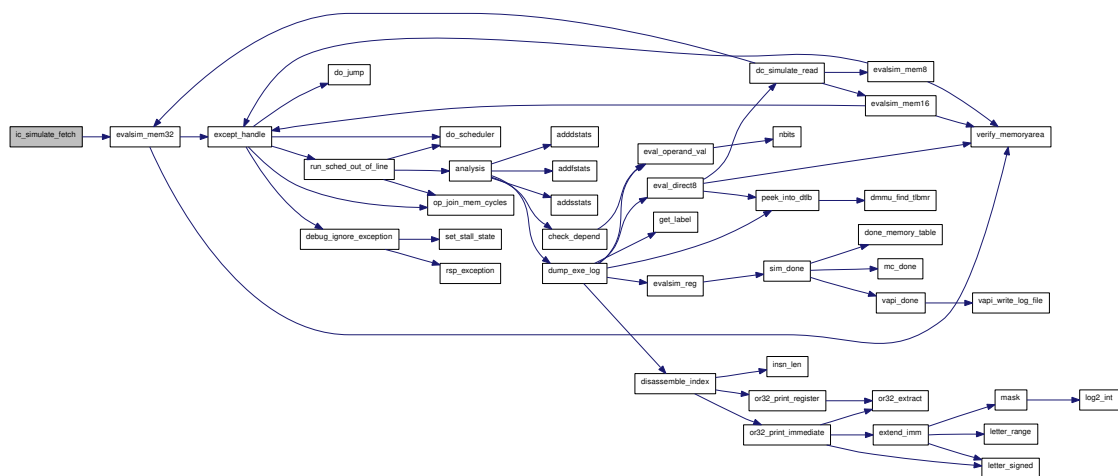 ic_simulate_fetch
evalsim_mem32
except_handle
do_jump
do_scheduler
run_sched_out_of_line
op_join_mem_cycles
debug_ignore_exception
set_stall_state
rsp_exception
analysis
adddstats
addfstats
addsstats
check_depend
dump_exe_log
eval_operand_val
nbits
eval_direct8
get_label
evalsim_reg
dc_simulate_read
evalsim_mem8
evalsim_mem16
verify_memoryarea
peek_into_dtlb
dmmu_find_tlbmr
sim_done
done_memory_table
mc_done
vapi_done
vapi_write_log_file
disassemble_index
insn_len
or32_print_register
or32_print_immediate
or32_extract
extend_imm
mask
log2_int
letter_range
letter_signed